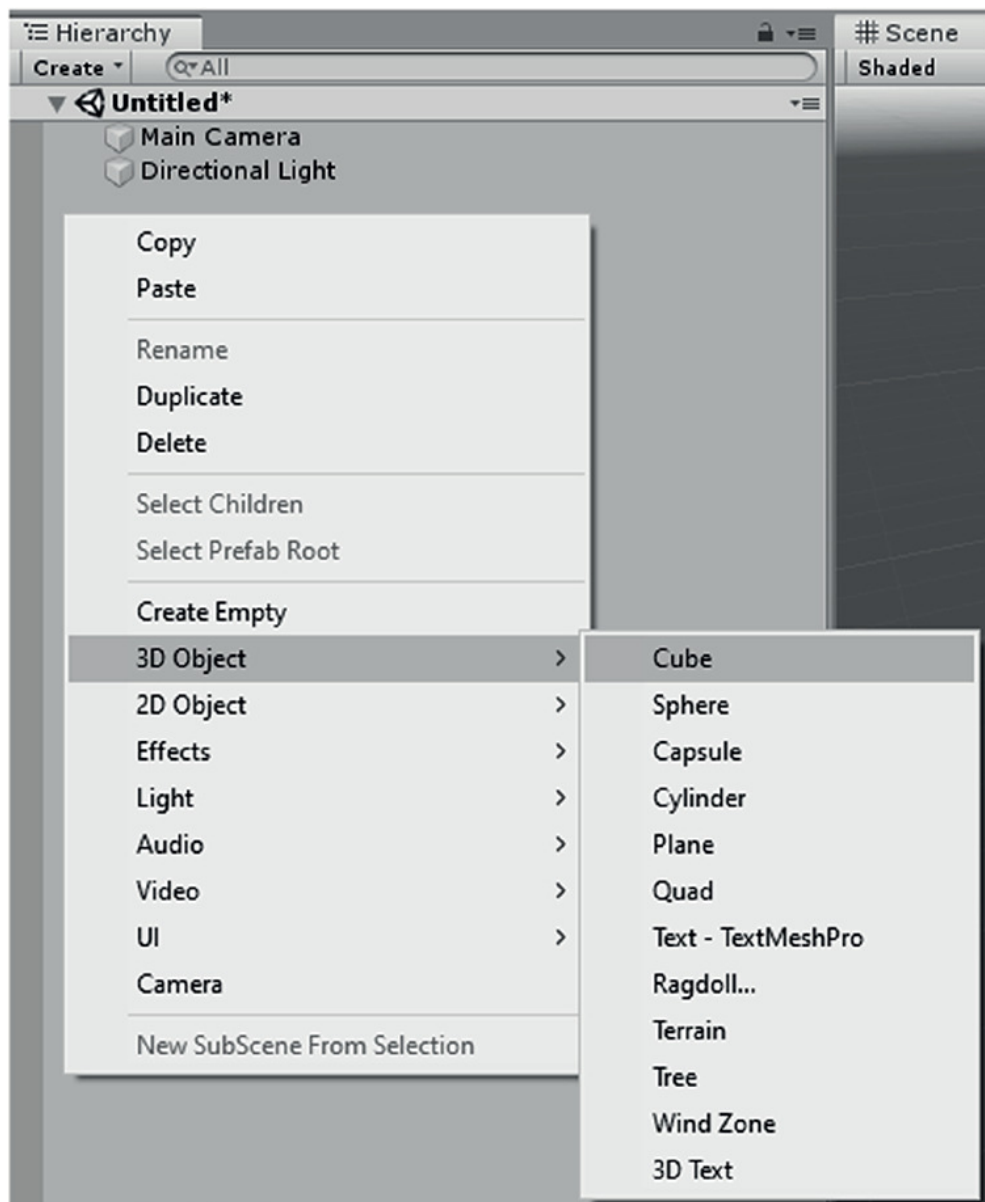 Hierarchy
Scene
Create
All
Shaded
Untitled*
Main Camera
Directional Light
Copy
Paste
Rename
Duplicate
Delete
Select Children
Select Prefab Root
Create Empty
3D Object
2D Object
Effects
Light
Audio
Video
UI
Camera
New SubScene From Selection
Cube
Sphere
Capsule
Cylinder
Plane
Quad
Text - TextMeshPro
Ragdoll...
Terrain
Tree
Wind Zone
3D Text